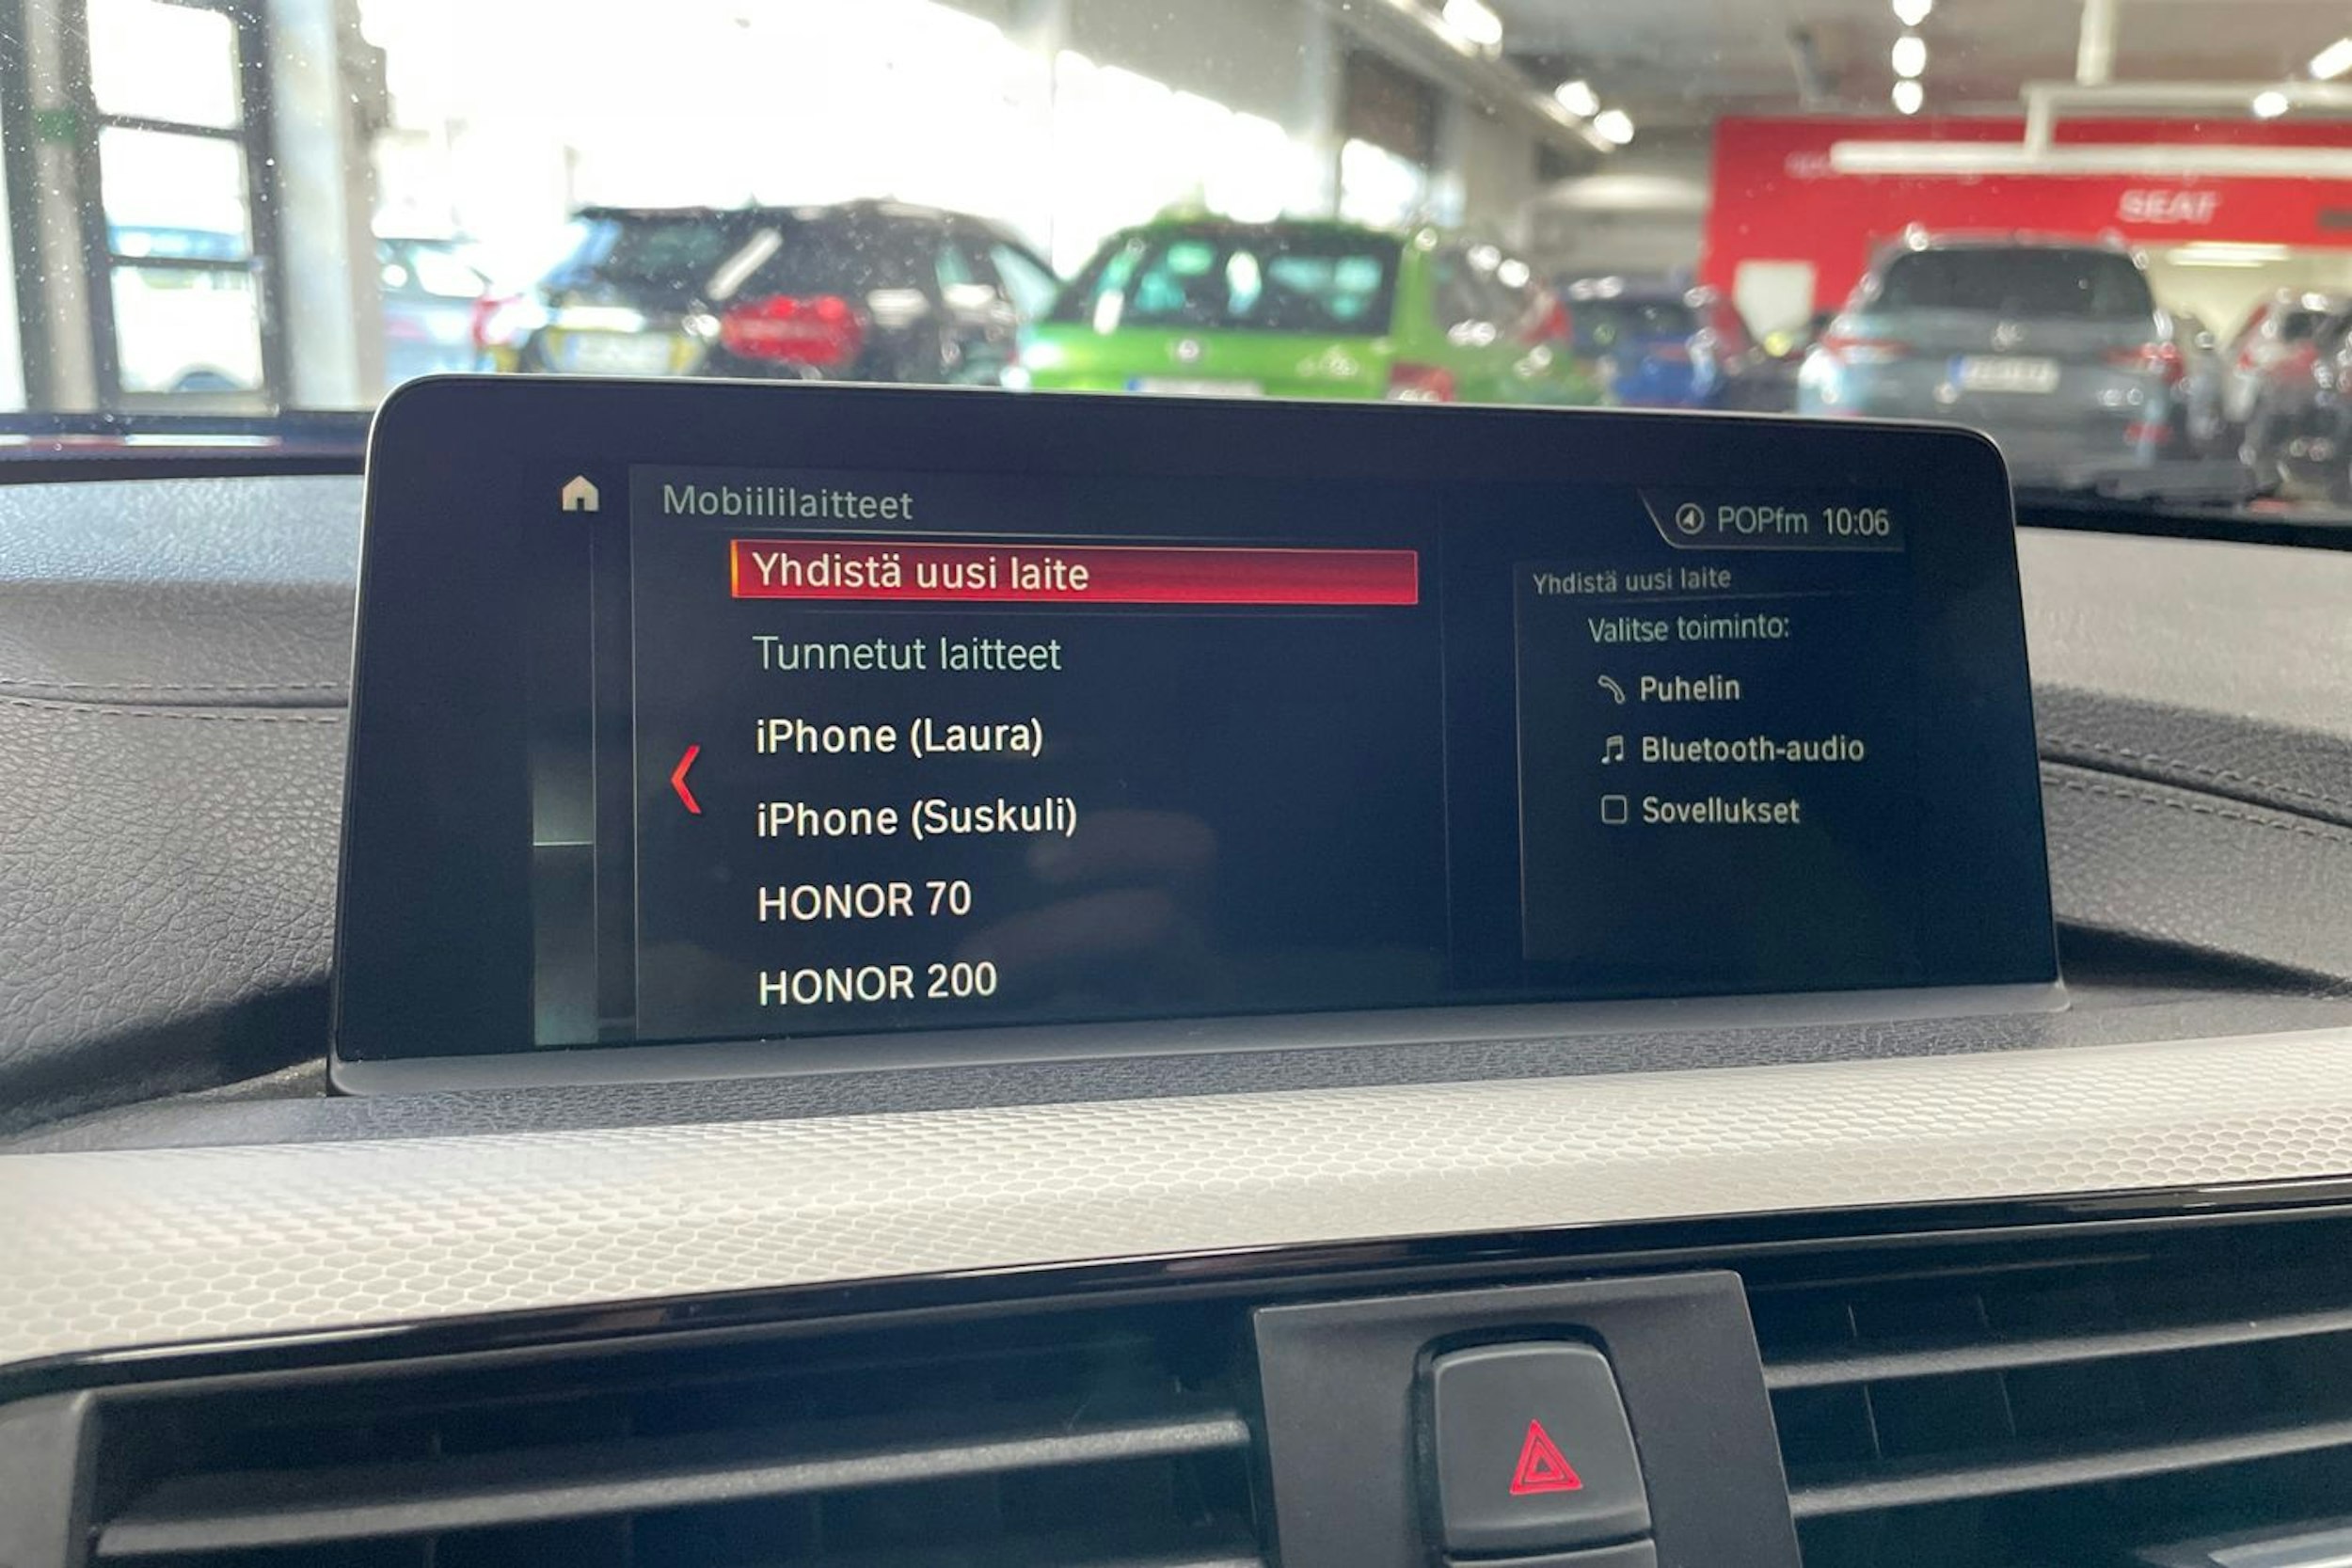 SEAT
Mobiililaitteet
POPfm 10:06
Yhdistä uusi laite
Tunnetut laitteet
iPhone (Laura)
iPhone (Suskuli)
HONOR 70
HONOR 200
Yhdistä uusi laite
Valitse toiminto:
Puhelin
Bluetooth-audio
Sovellukset